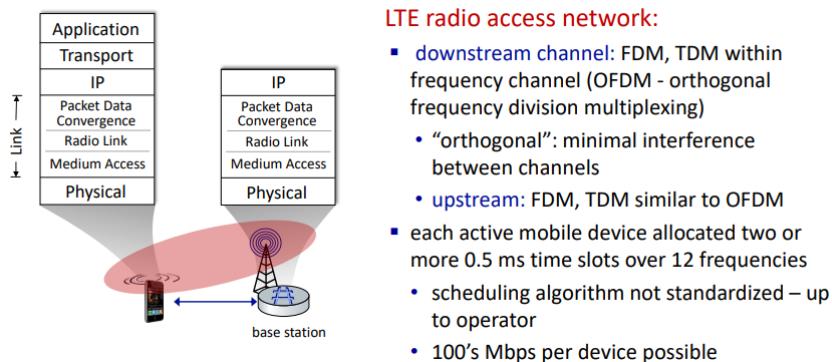 Application
Transport
IP
Packet Data
Convergence
Radio Link
Medium Access
Physical
Link
IP
Packet Data
Convergence
Radio Link
Medium Access
Physical
base station
LTE radio access network:
▪ downstream channel: FDM, TDM within
frequency channel (OFDM - orthogonal
frequency division multiplexing)
• “orthogonal”: minimal interference
between channels
• upstream: FDM, TDM similar to OFDM
▪ each active mobile device allocated two or
more 0.5 ms time slots over 12 frequencies
• scheduling algorithm not standardized – up
to operator
• 100’s Mbps per device possible